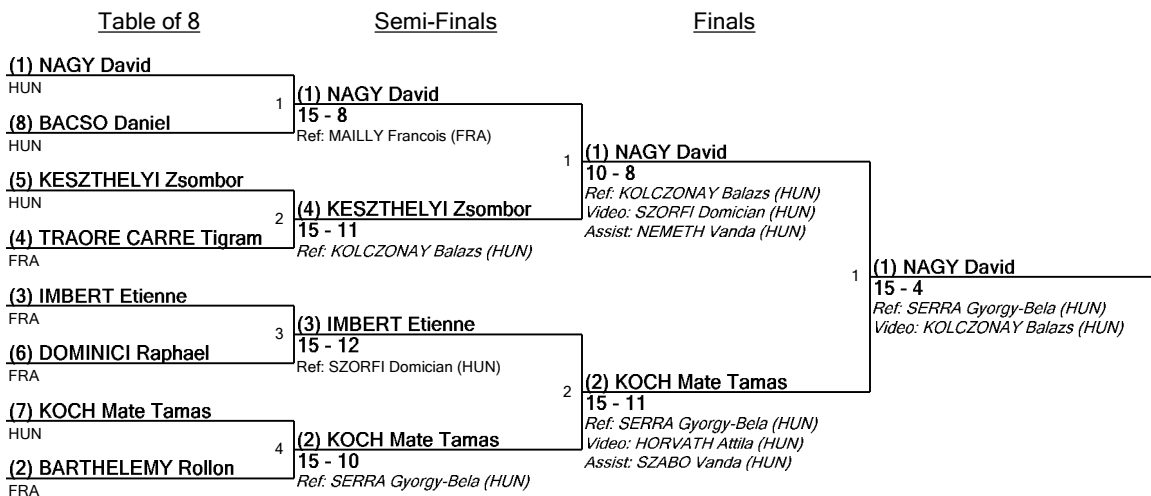 Table of 8
Semi-Finals
Finals
(1) NAGY David
HUN
(8) BACSO Daniel
HUN
(5) KESZTHELYI Zsombor
HUN
(4) TRAORE CARRE Tigram
FRA
(3) IMBERT Etienne
FRA
(6) DOMINICI Raphael
FRA
(7) KOCH Mate Tamas
HUN
(2) BARTHELEMY Rollon
FRA
1
(1) NAGY David
15 - 8
Ref: MAILLY Francois (FRA)
2
(4) KESZTHELYI Zsombor
15 - 11
Ref: KOLCZONAY Balazs (HUN)
3
(3) IMBERT Etienne
15 - 12
Ref: SZORFI Domician (HUN)
4
(2) KOCH Mate Tamas
15 - 10
Ref: SERRA Gyorgy-Bela (HUN)
1
(1) NAGY David
10 - 8
Ref: KOLCZONAY Balazs (HUN)
Video: SZORFI Domician (HUN)
Assist: NEMETH Vanda (HUN)
2
(2) KOCH Mate Tamas
15 - 11
Ref: SERRA Gyorgy-Bela (HUN)
Video: HORVATH Attila (HUN)
Assist: SZABO Vanda (HUN)
1
(1) NAGY David
15 - 4
Ref: SERRA Gyorgy-Bela (HUN)
Video: KOLCZONAY Balazs (HUN)